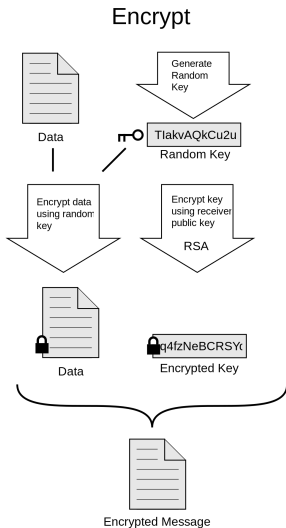 Encrypt
Generate
Random
Key
Data
TIakvAQkCu2u
Random Key
Encrypt data
using random
key
Encrypt key
using receiver
public key
RSA
Data
q4fzNeBCRSY
Encrypted Key
Encrypted Message